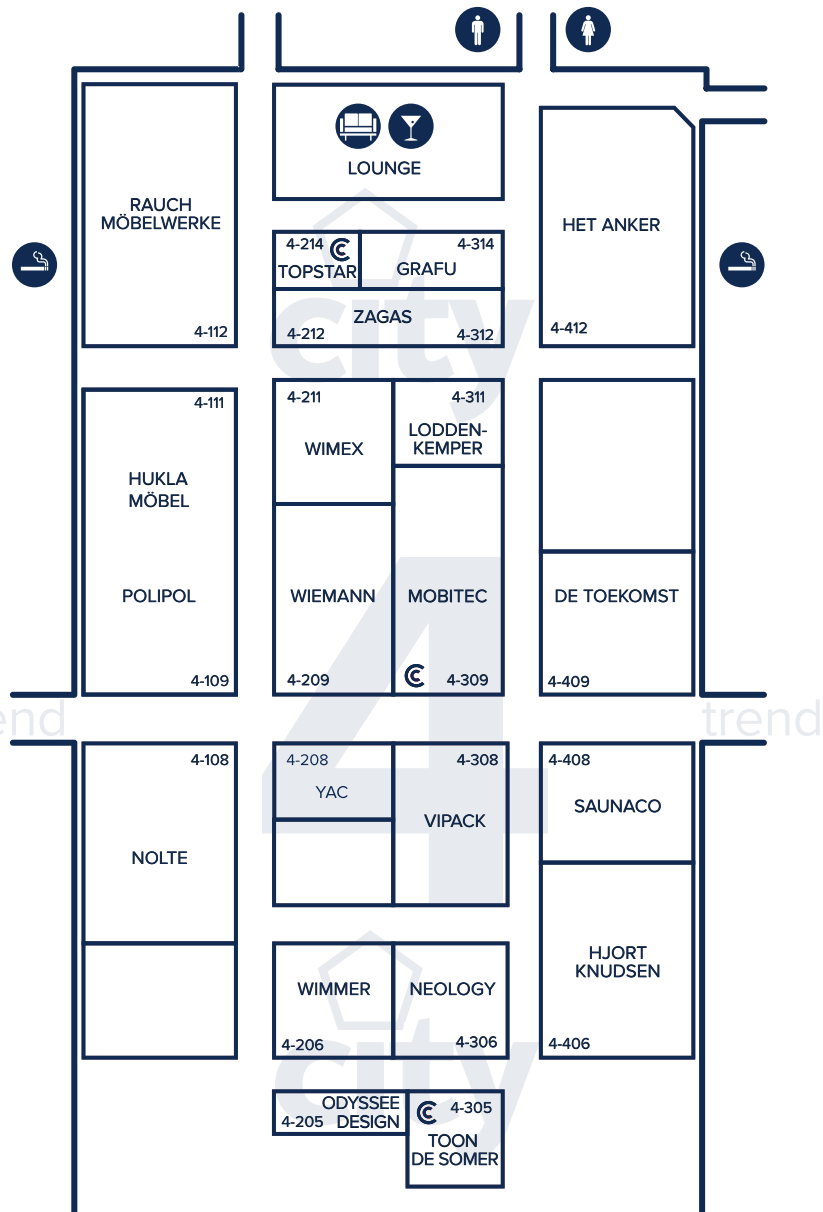 RAUCH
MÖBELWERKE
4-112
LOUNGE
HET ANKER
4-412
4-214
TOPSTAR
4-314
GRAFU
ZAGAS
4-212
4-312
city
4-111
HUKLA
MÖBEL
POLIPOL
4-109
4-211
WIMEX
4-311
LODDEN-
KEMPER
WIEMANN
4-209
MOBITEC
4-309
DE TOEKOMST
4-409
end
4
trend
4-108
NOLTE
4-208
YAC
4-308
VIPACK
4-408
SAUNACO
HJORT
KNUDSEN
4-406
WIMMER
4-206
NEOLOGY
4-306
city
ODYSSEE
4-205 DESIGN
4-305
TOON
DE SOMER